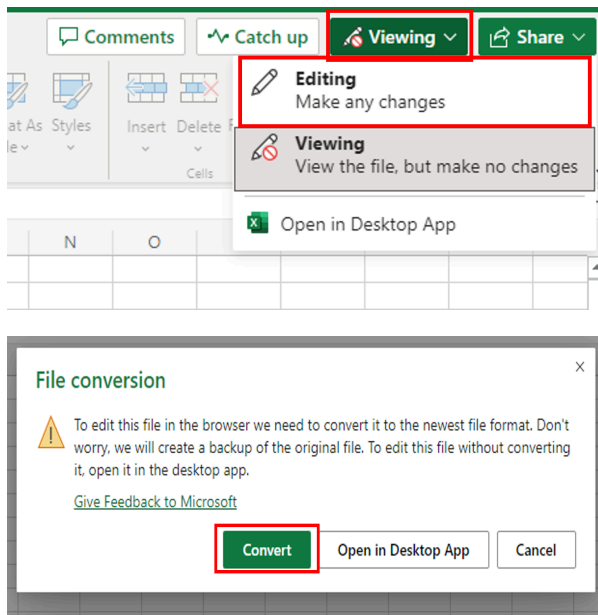 Comments Catch up Viewing Share
Editing
Make any changes
at As Styles Insert Delete
le
Viewing
View the file, but make no changes
Cells
Open in Desktop App
N O
File conversion
X
To edit this file in the browser we need to convert it to the newest file format. Don't
worry, we will create a backup of the original file. To edit this file without converting
it, open it in the desktop app.
Give Feedback to Microsoft
Convert Open in Desktop App Cancel